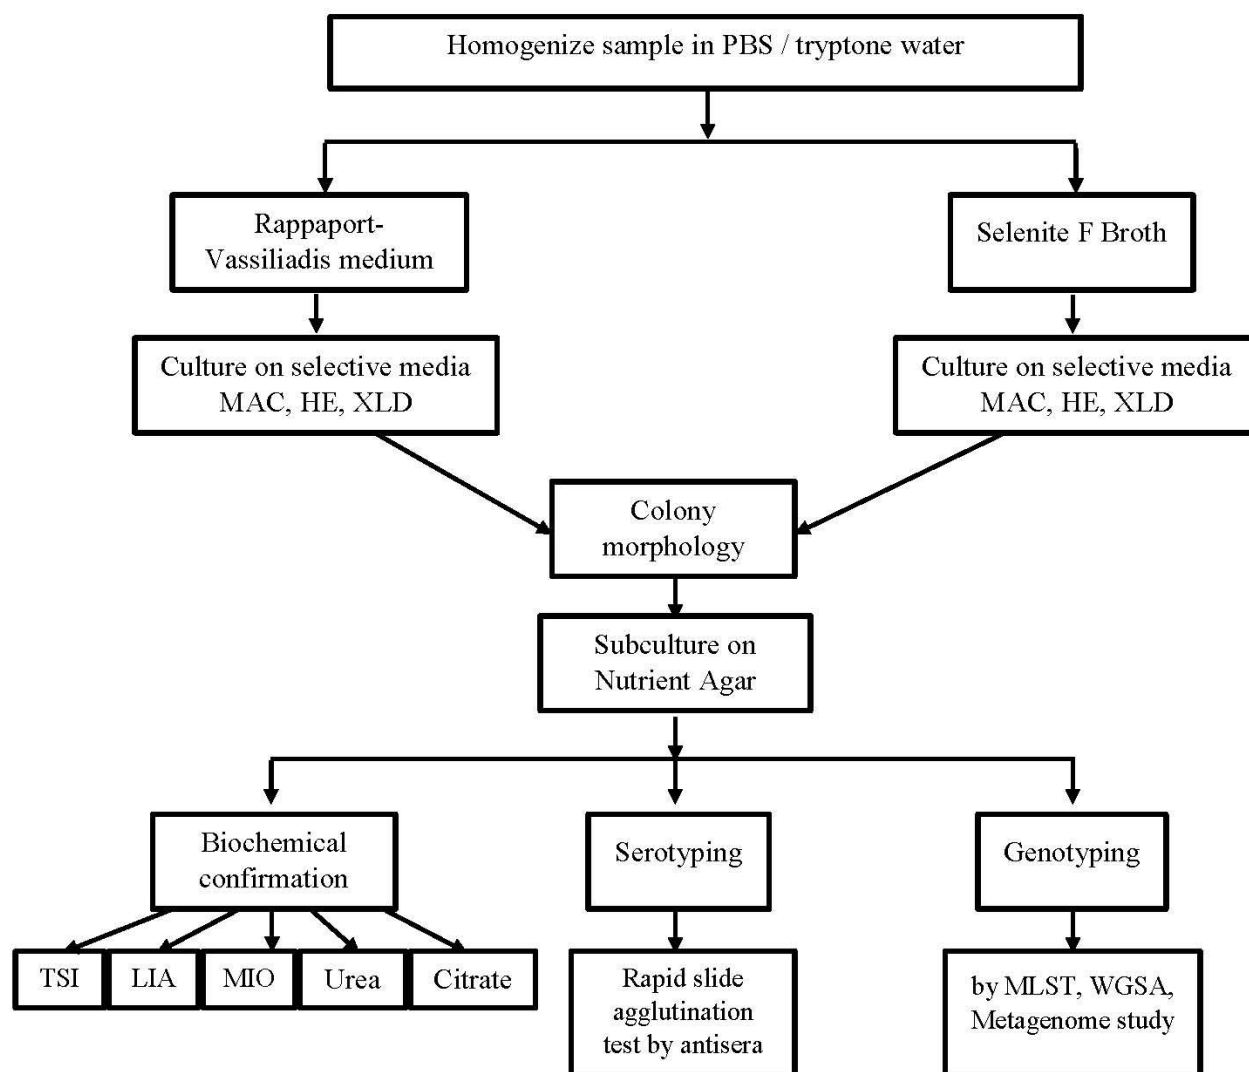 Homogenize sample in PBS / tryptone water
Rappaport-
Vassiliadis medium
Selenite F Broth
Culture on selective media
MAC, HE, XLD
Culture on selective media
MAC, HE, XLD
Colony
morphology
Subculture on
Nutrient Agar
Biochemical
confirmation
Serotyping
Genotyping
TSI
LIA
MIO
Urea
Citrate
Rapid slide
agglutination
test by antisera
by MLST, WGSA,
Metagenome study